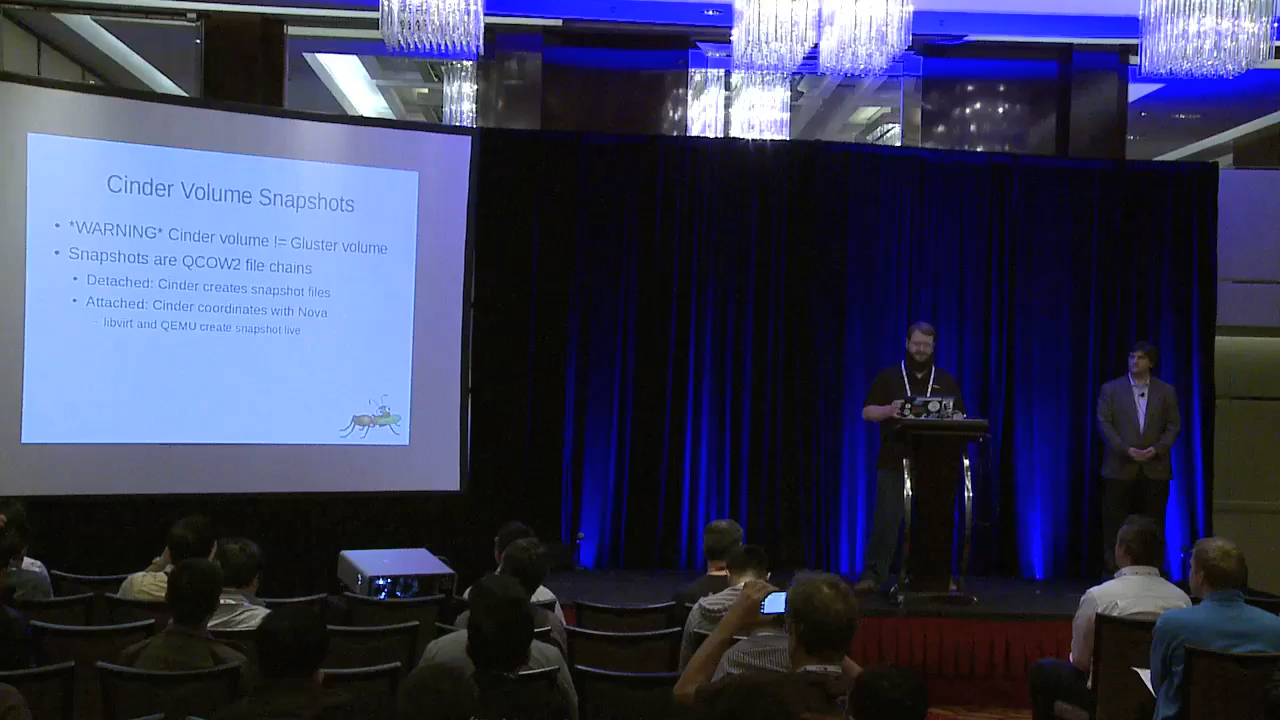 Cinder Volume Snapshots
• *WARNING* Cinder volume != Gluster volume
• Snapshots are QCOW2 file chains
• Detached: Cinder creates snapshot files
• Attached: Cinder coordinates with Nova
– libvirt and QEMU create snapshot live